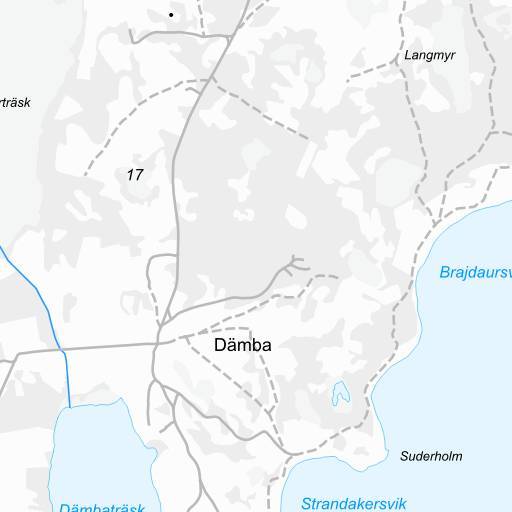 Langmyr
rträsk
17
Brajdaursv
Dämba
Suderholm
Dämbaträsk
Strandakersvik